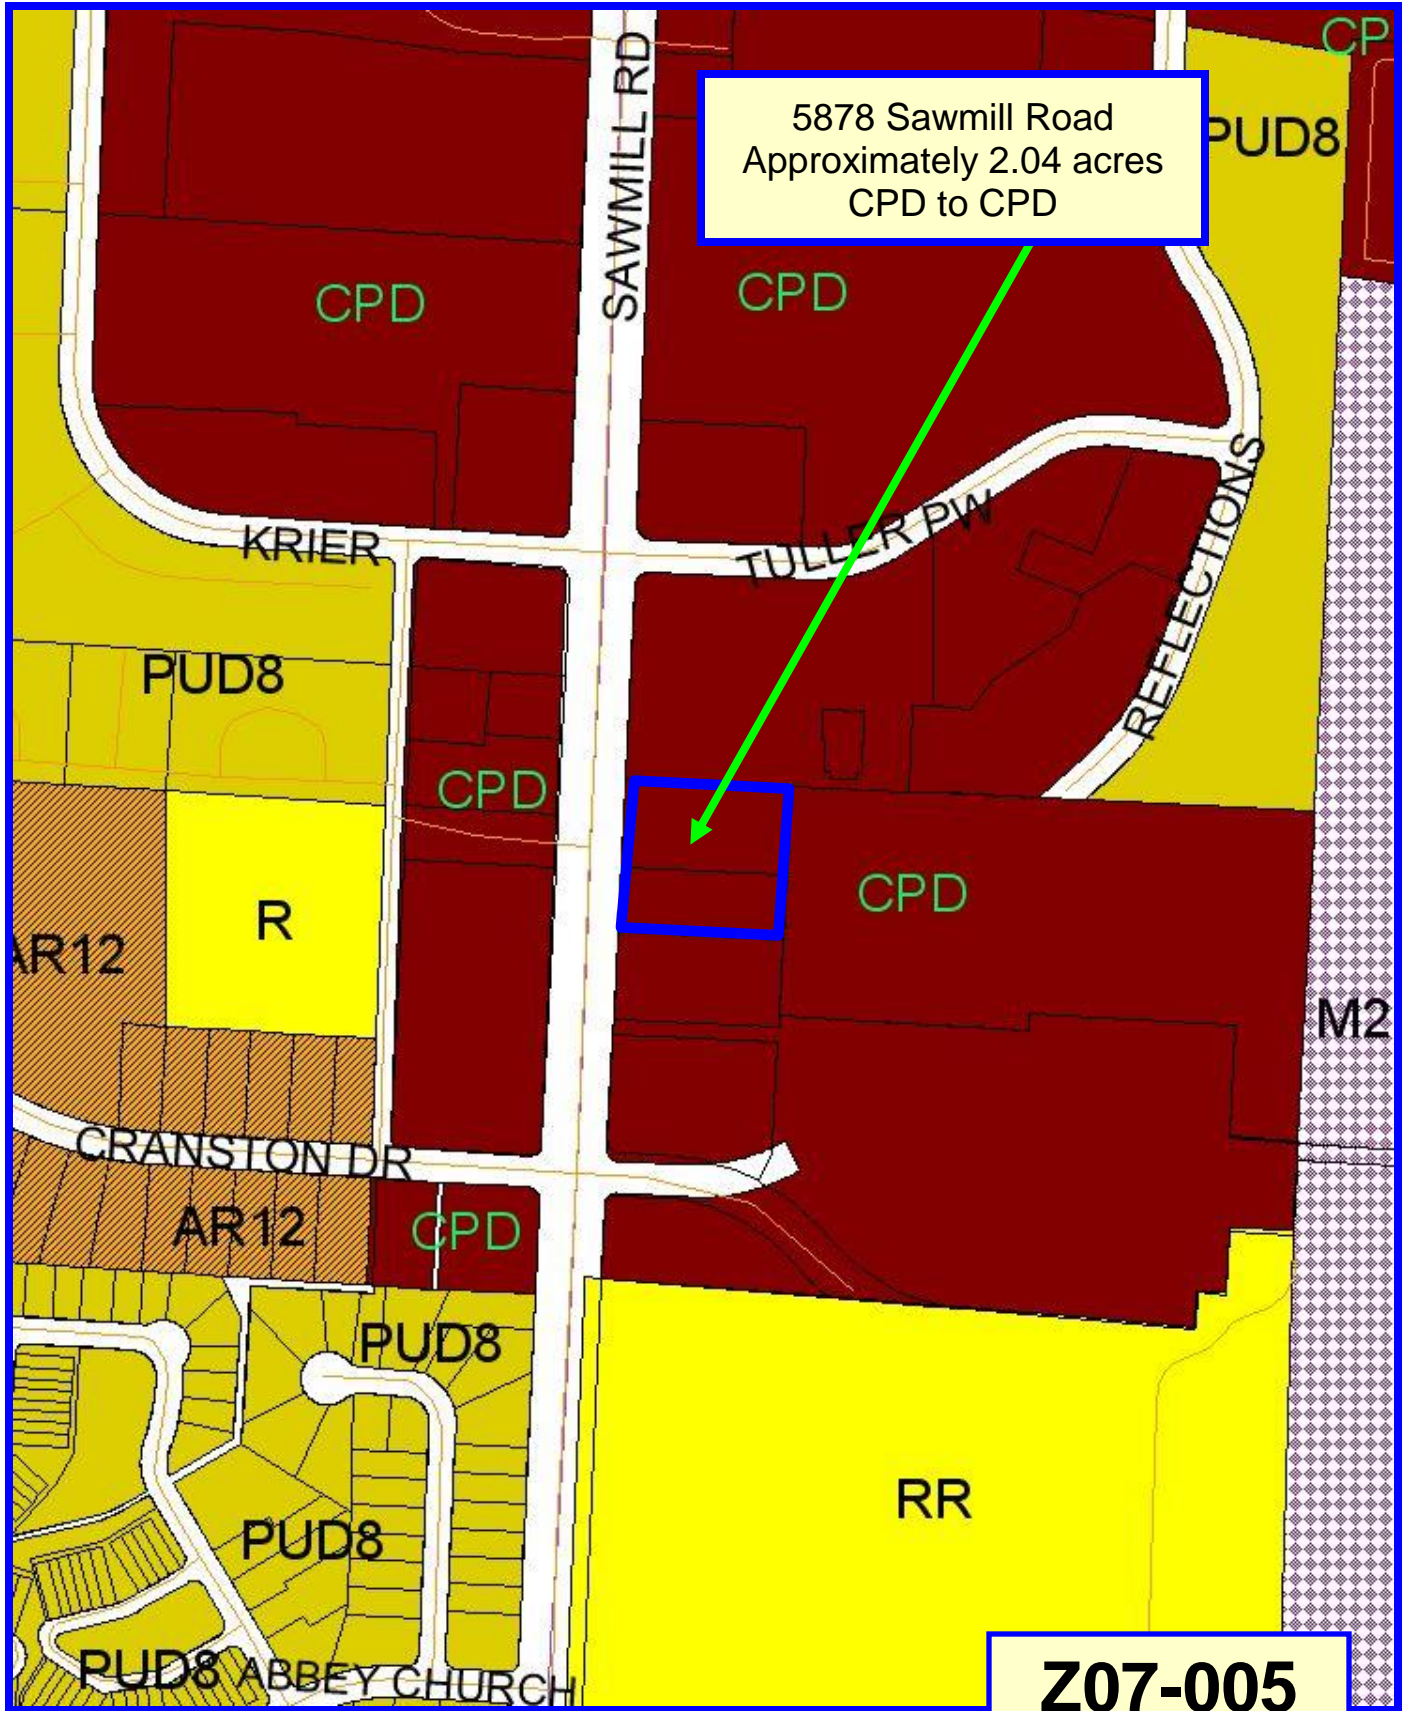 CP
SAWMILL RD
5878 Sawmill Road
Approximately 2.04 acres
CPD to CPD
PUD8
CPD
CPD
KRIER
TULLER PW
REFLECTIONS
PUD8
CPD
CPD
R
AR12
M2
CRANSTON DR
AR12
CPD
PUD8
RR
PUD8
PUD8
ABBEY CHURCH
Z07-005